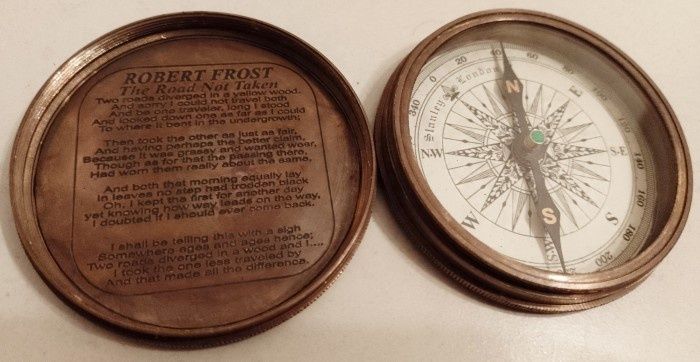 ROBERT FROST
The Road Not Taken
Two roads diverged in a yellow wood,
And sorry I could not travel both
And be one traveler, long I stood
And looked down one as far as I could
To where it bent in the undergrowth;
Then took the other as just as fair,
And having perhaps the better claim,
Because it was grassy and wanted wear,
Though as for that the passing there,
Had worn them really about the same,
And both that morning equally lay
In leaves no step had trodden black
Oh, I kept the first for another day
yet knowing how way leads on the way,
I doubted if I should ever come back.
I shall be telling this with a sigh
Somewhere ages and ages hence;
Two roads diverged in a wood and I....
I took the one less traveled by
And that made all the difference.
Stanley London
340
0
20
40
N
NW
S-E
W
S
SWS
160
180
200